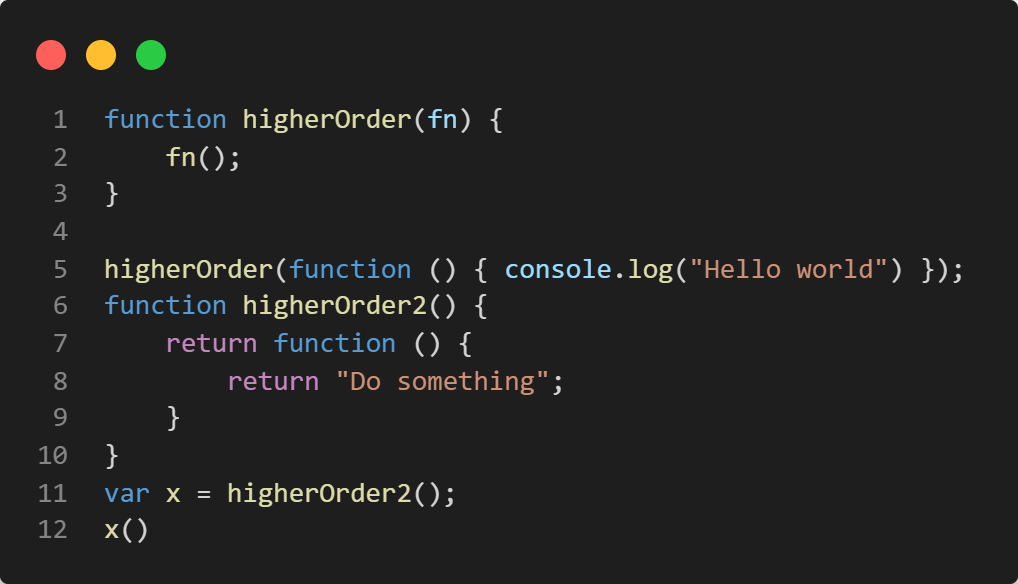 1 function higherOrder(fn) {
2     fn();
3 }
4
5 higherOrder(function () { console.log("Hello world") });
6 function higherOrder2() {
7     return function () {
8         return "Do something";
9     }
10 }
11 var x = higherOrder2();
12 x()